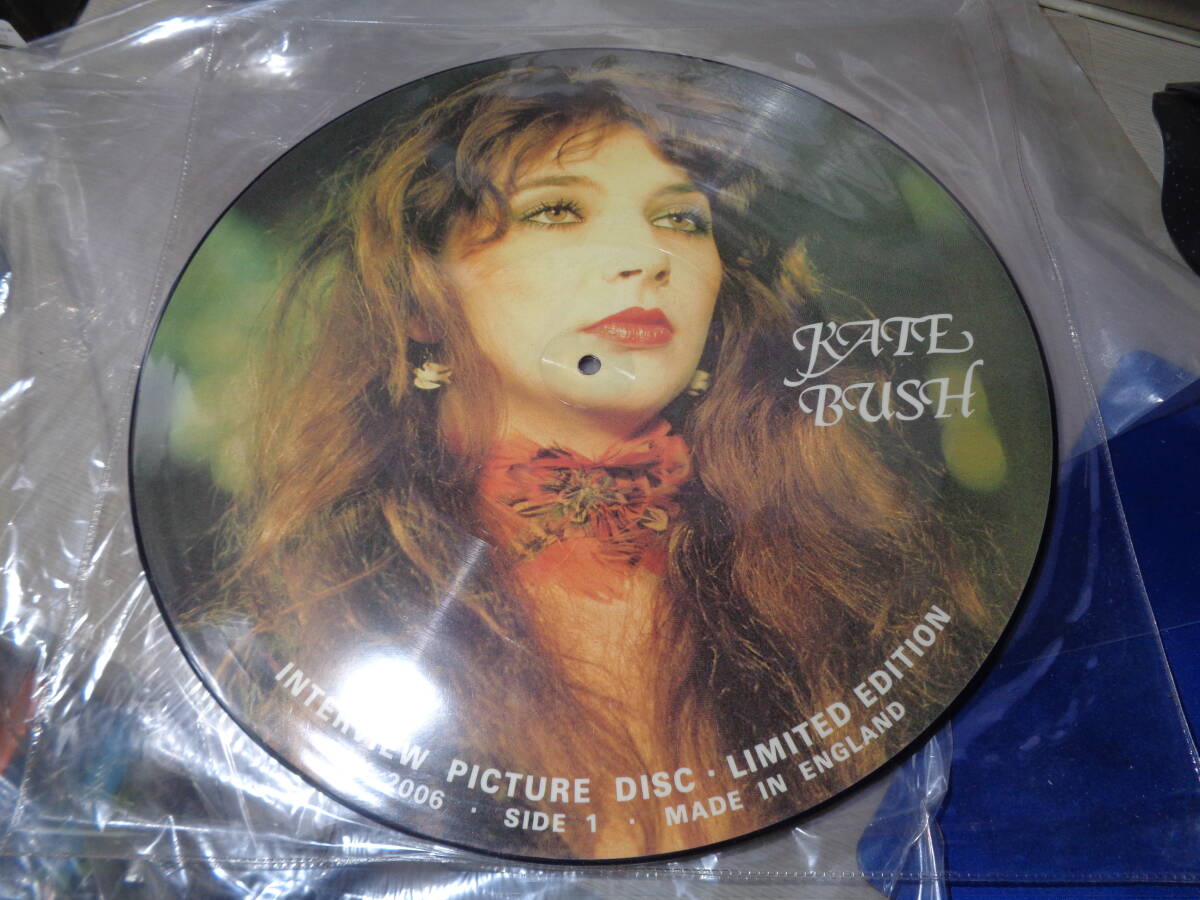 KATE
BUSH
INTERVIEW PICTURE DISC · LIMITED EDITION
2006 · SIDE 1 · MADE IN ENGLAND